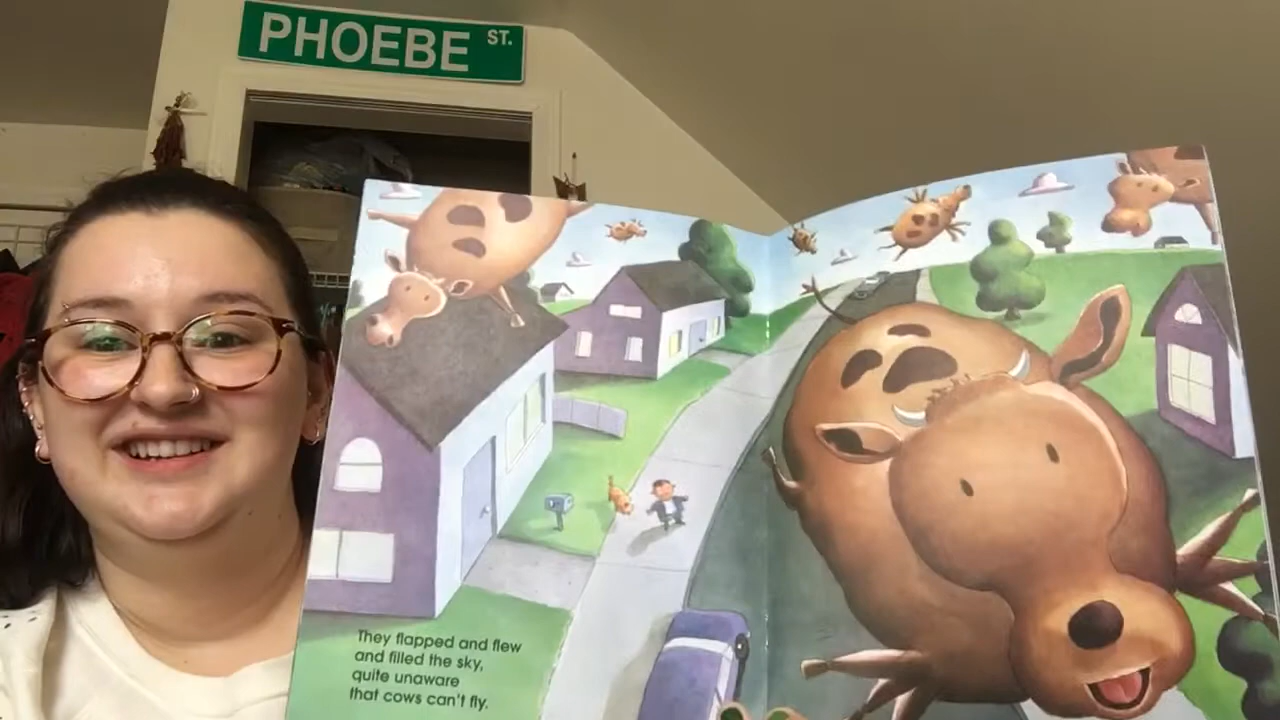 PHOEBE ST.
They flapped and flew
and filled the sky,
quite unaware
that cows can't fly.